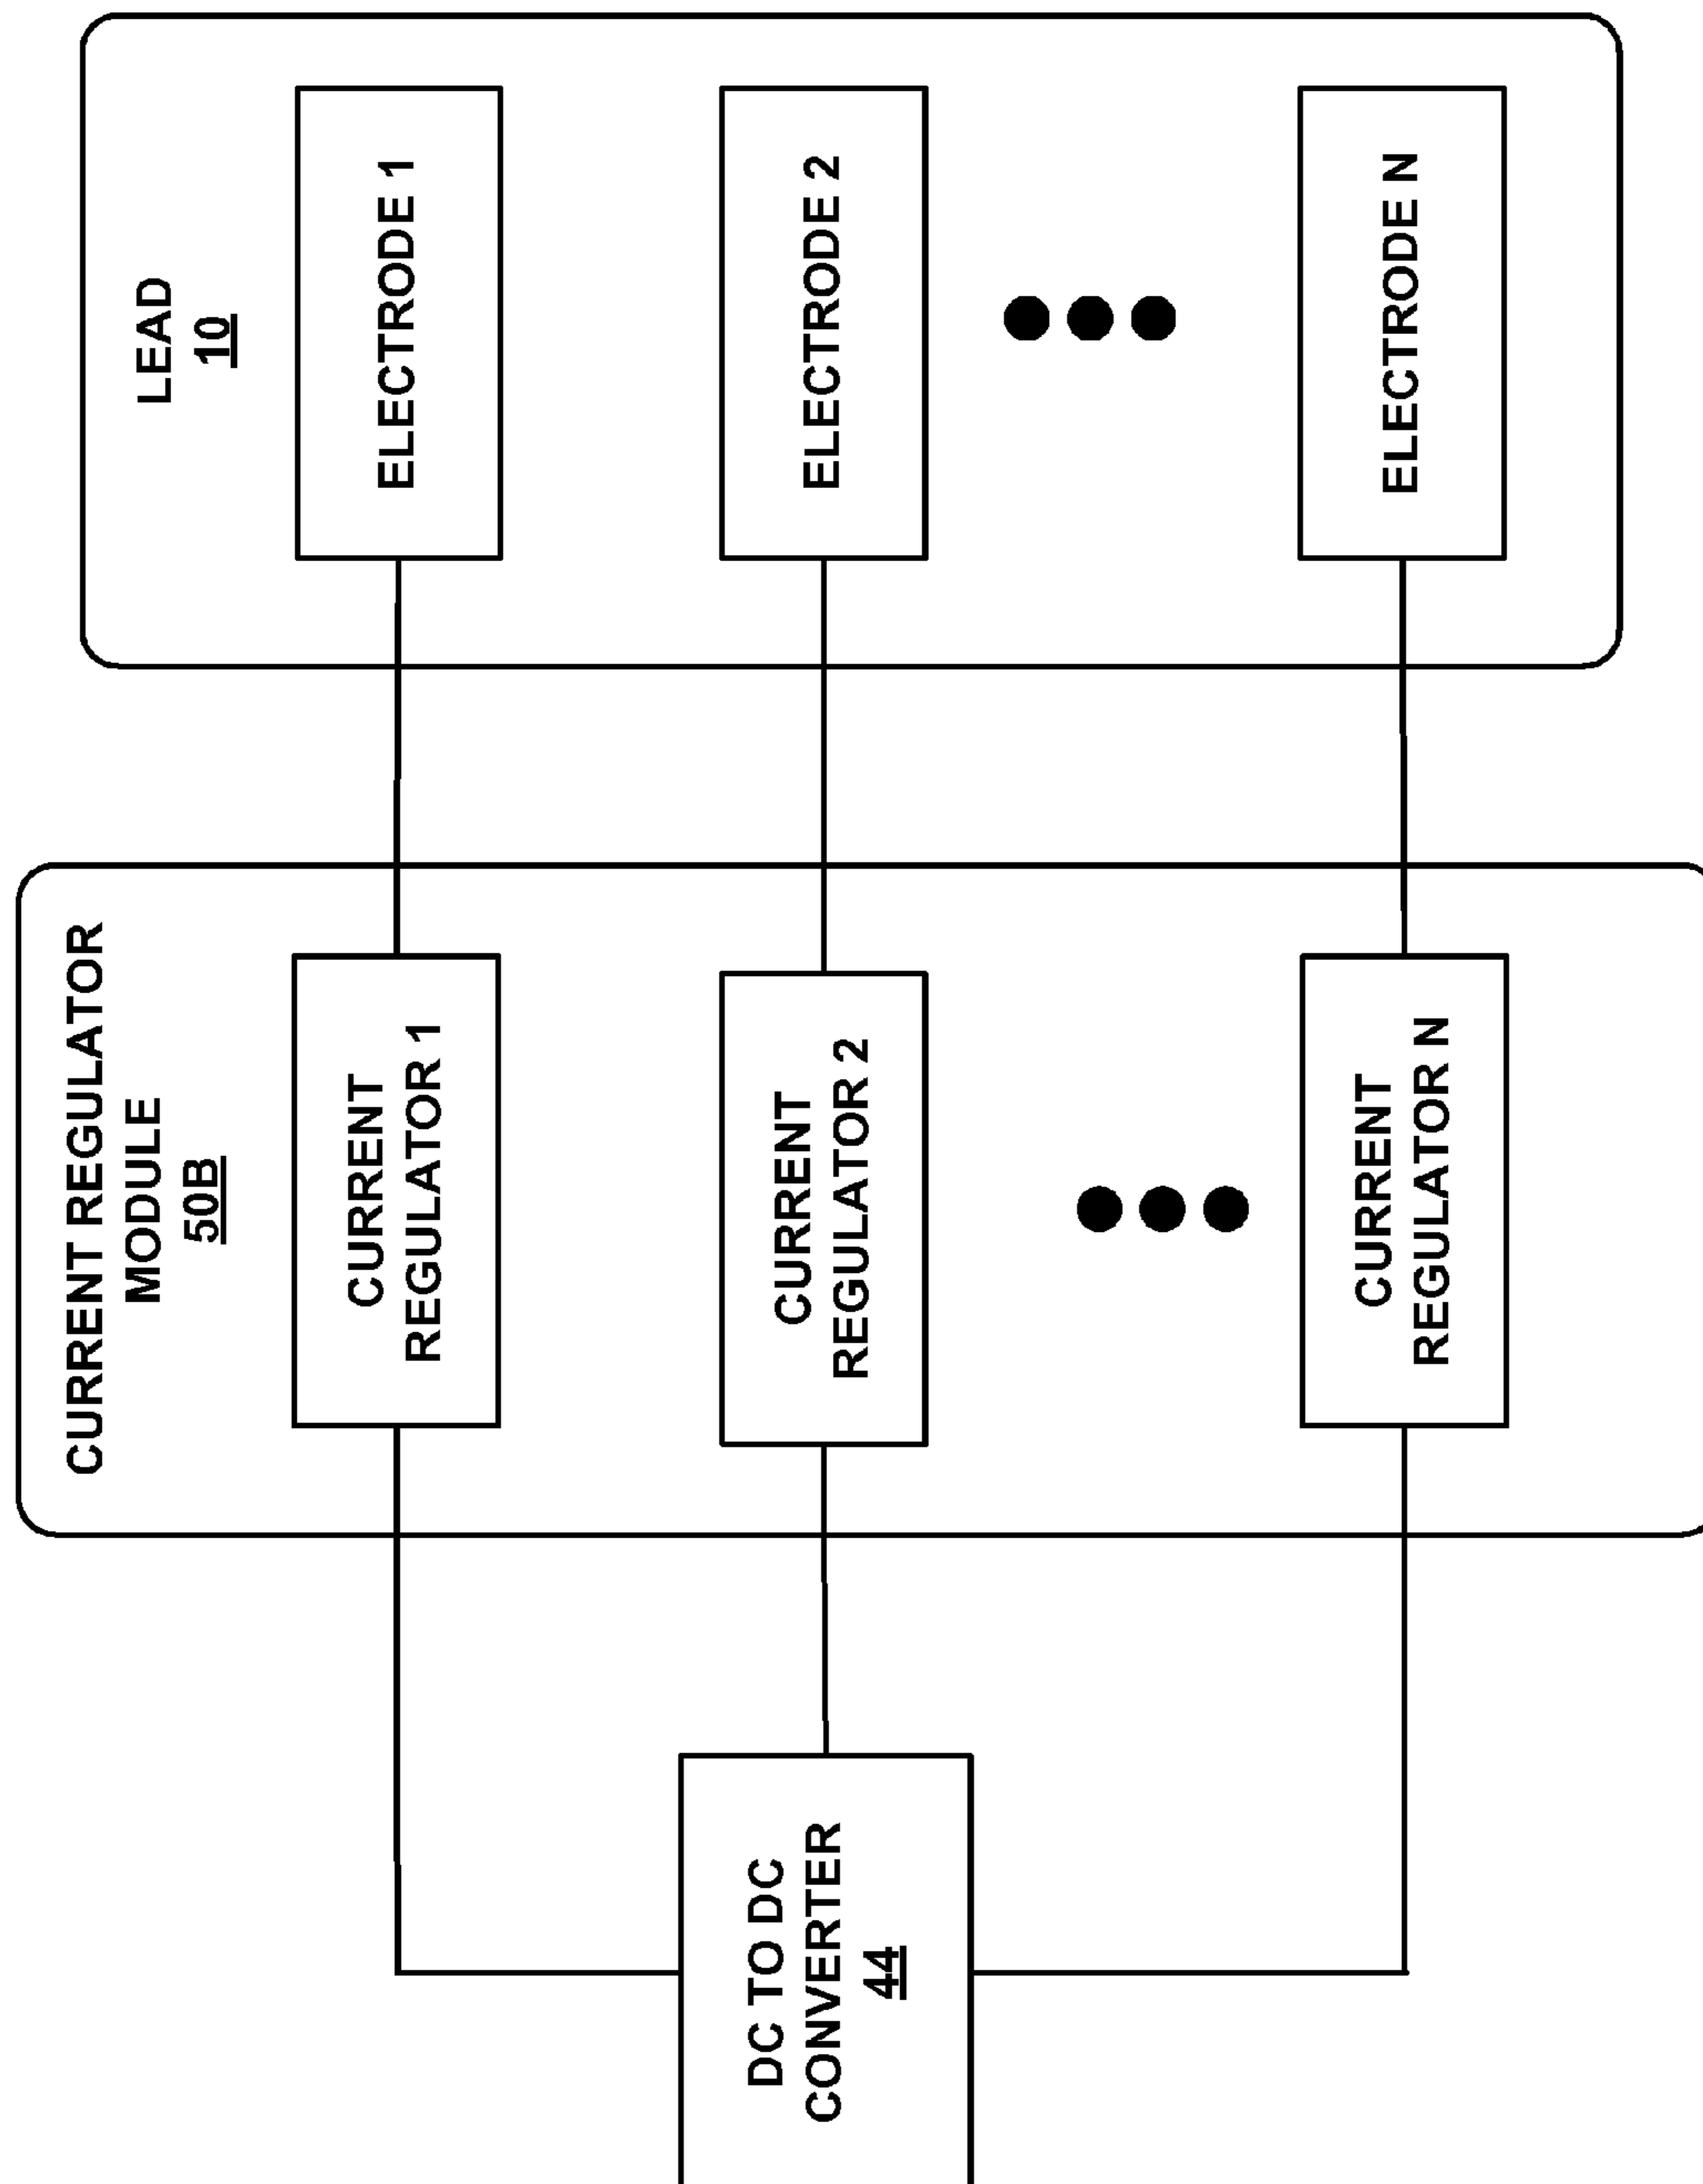 CURRENT REGULATOR
MODULE
50B
LEAD
10
CURRENT
REGULATOR 1
ELECTRODE 1
DC TO DC
CONVERTER
44
CURRENT
REGULATOR 2
ELECTRODE 2
CURRENT
REGULATOR N
ELECTRODE N